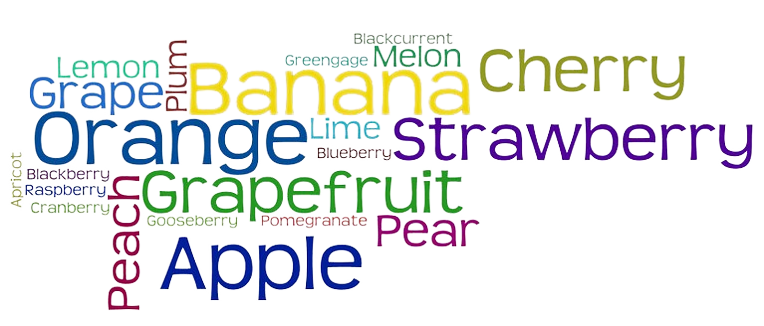 Blackcurrent
Greengage
Melon
Cherry
Lemon
Plum
Banana
Grape
Orange
Lime
Strawberry
Blueberry
Apricot
Blackberry
Raspberry
Cranberry
Peach
Grapefruit
Gooseberry
Pomegranate
Pear
Apple